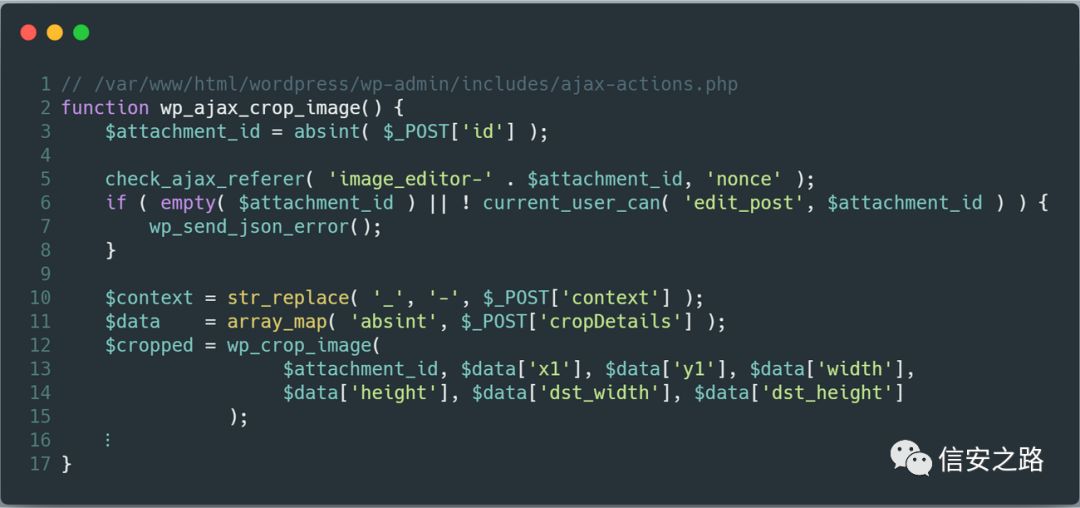 1 // /var/www/html/wordpress/wp-admin/includes/ajax-actions.php
2 function wp_ajax_crop_image() {
3     $attachment_id = absint( $_POST['id'] );
4
5     check_ajax_referer( 'image_editor-' . $attachment_id, 'nonce' );
6     if ( empty( $attachment_id ) || ! current_user_can( 'edit_post', $attachment_id ) ) {
7         wp_send_json_error();
8     }
9
10     $context = str_replace( '_', '-', $_POST['context'] );
11     $data    = array_map( 'absint', $_POST['cropDetails'] );
12     $cropped = wp_crop_image(
13                     $attachment_id, $data['x1'], $data['y1'], $data['width'],
14                     $data['height'], $data['dst_width'], $data['dst_height']
15                );
16     ⋮
17 }
信安之路